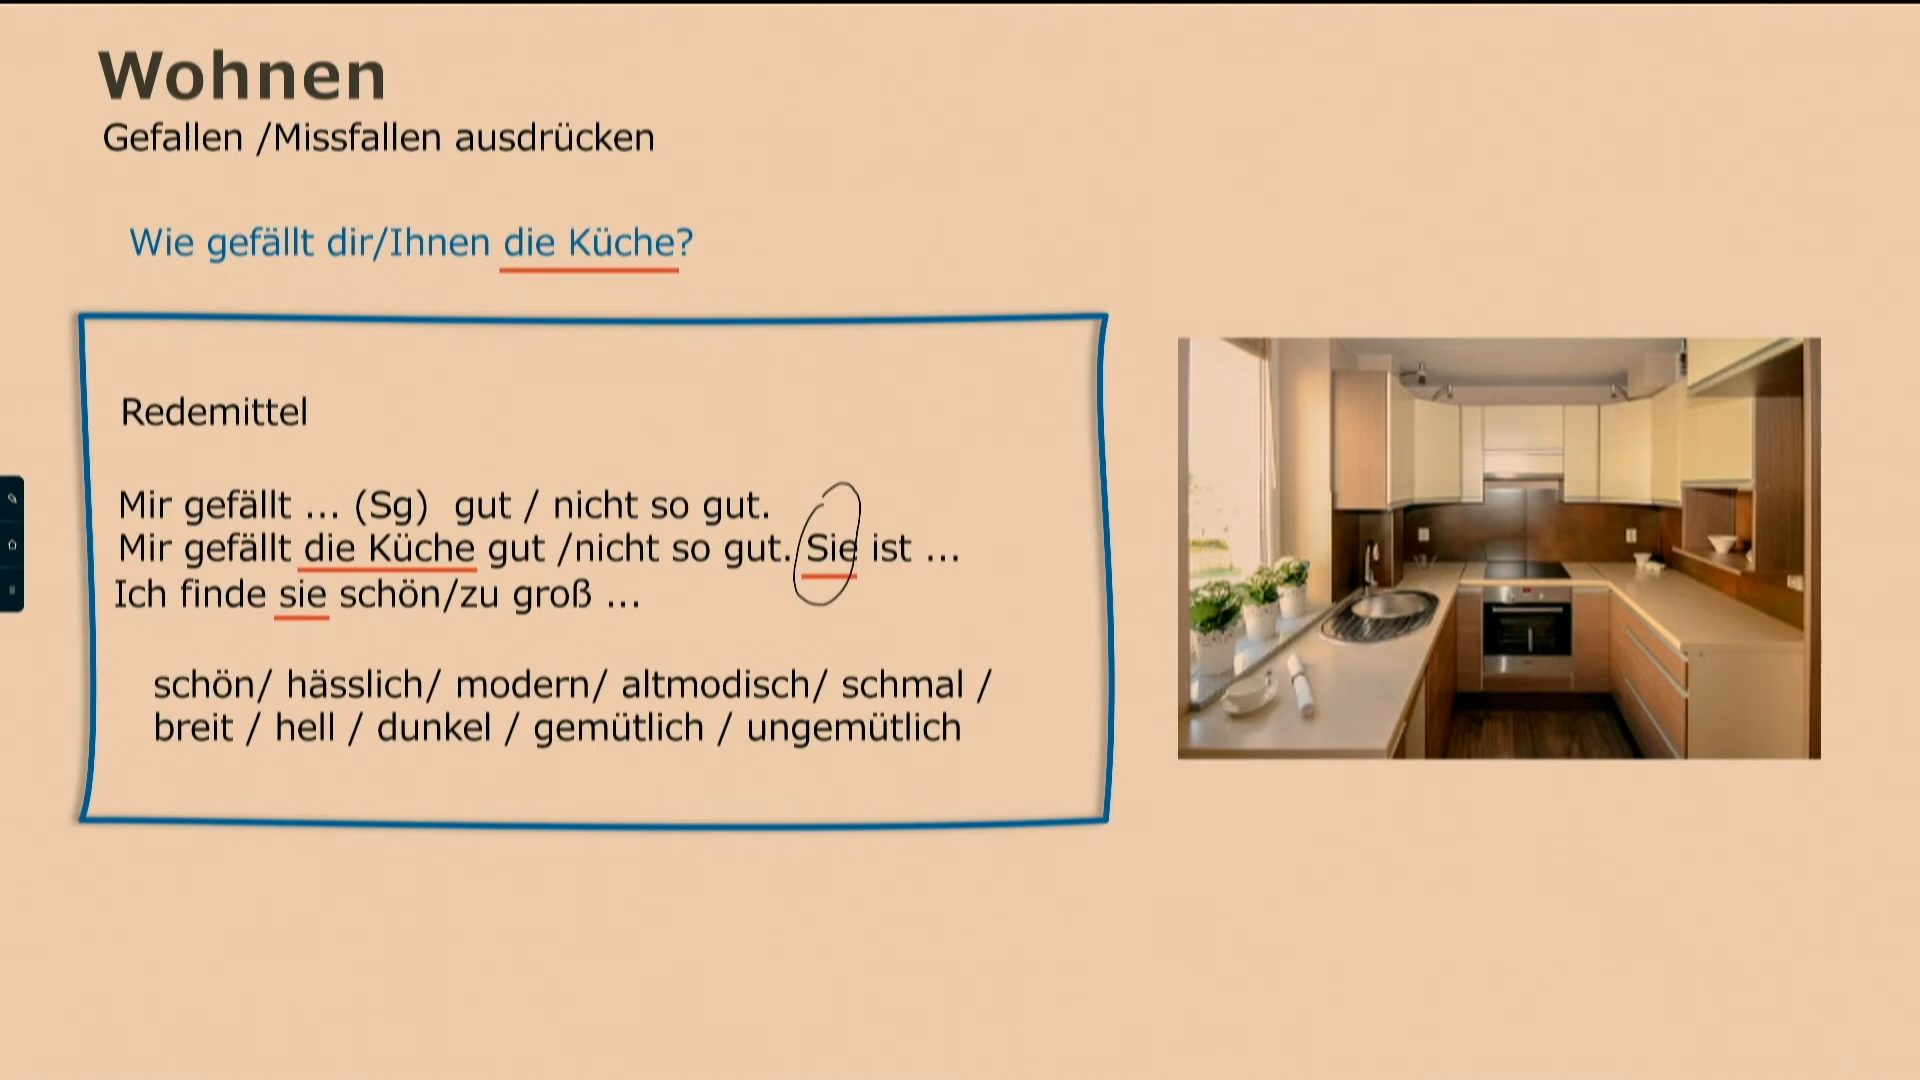 Wohnen
Gefallen /Missfallen ausdrücken
Wie gefällt dir/Ihnen die Küche?
Redemittel
Mir gefällt ... (Sg)  gut / nicht so gut.
Mir gefällt die Küche gut /nicht so gut. Sie ist ...
Ich finde sie schön/zu groß ...
schön/ hässlich/ modern/ altmodisch/ schmal /
breit / hell / dunkel / gemütlich / ungemütlich